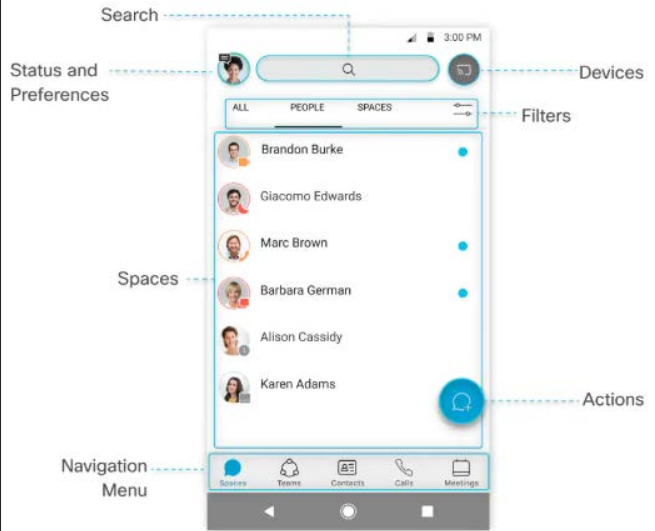 Search
3:00 PM
Status and
Preferences
Devices
ALL PEOPLE SPACES
Filters
Brandon Burke
Giacomo Edwards
Marc Brown
Spaces
Barbara German
Alison Cassidy
Karen Adams
Actions
Navigation
Menu
Spaces Teams Contacts Calls Meetings